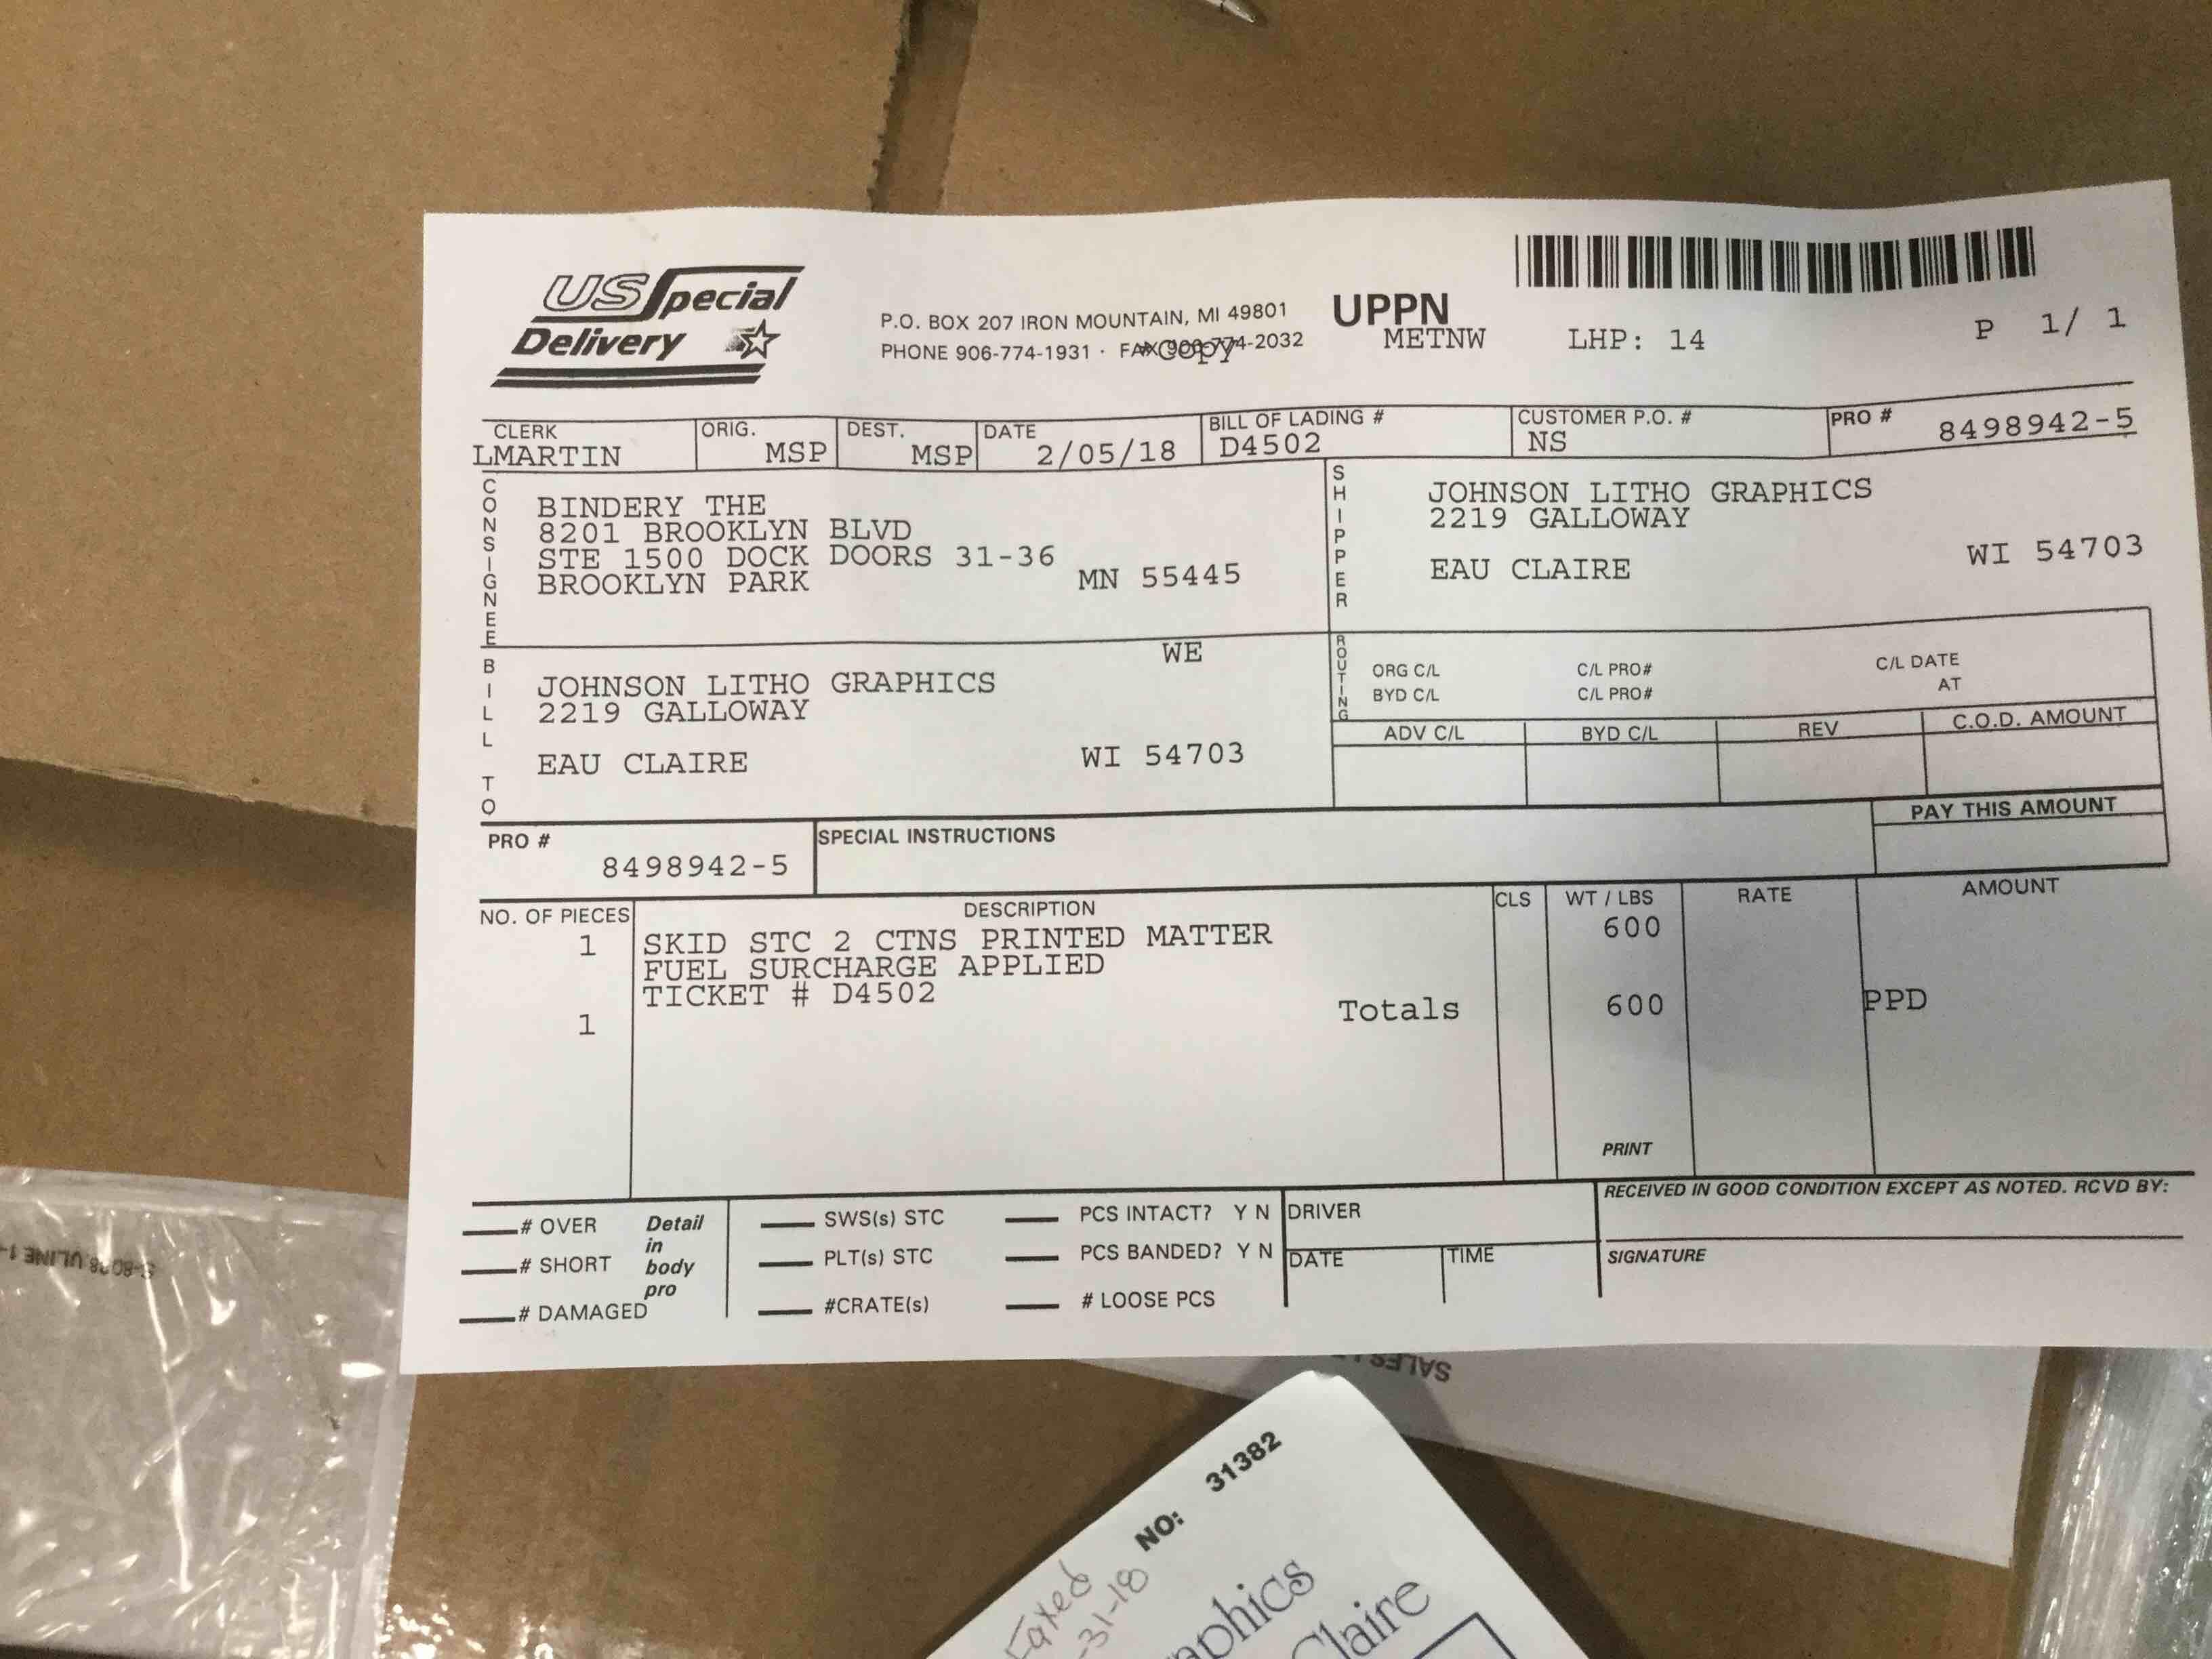 US Special
Delivery
P.O. BOX 207 IRON MOUNTAIN, MI 49801
PHONE 906-774-1931 · FAX 906-774-2032
*Copy*
UPPN
METNW
LHP: 14
P 1/ 1
CLERK
LMARTIN
ORIG.
MSP
DEST.
MSP
DATE
2/05/18
BILL OF LADING #
D4502
CUSTOMER P.O. #
NS
PRO #
8498942-5
CONSIGNEE
BINDERY THE
8201 BROOKLYN BLVD
STE 1500 DOCK DOORS 31-36
BROOKLYN PARK MN 55445
SHIPPER
JOHNSON LITHO GRAPHICS
2219 GALLOWAY
EAU CLAIRE WI 54703
BILL TO
WE
JOHNSON LITHO GRAPHICS
2219 GALLOWAY
EAU CLAIRE WI 54703
ROUTING
ORG C/L C/L PRO# C/L DATE
BYD C/L C/L PRO# AT
ADV C/L BYD C/L REV C.O.D. AMOUNT
PAY THIS AMOUNT
PRO #
8498942-5
SPECIAL INSTRUCTIONS
NO. OF PIECES DESCRIPTION CLS WT / LBS RATE AMOUNT
1 SKID STC 2 CTNS PRINTED MATTER 600
FUEL SURCHARGE APPLIED
TICKET # D4502
1 Totals 600 PPD
PRINT
# OVER
# SHORT
# DAMAGED
Detail
in
body
pro
SWS(s) STC
PLT(s) STC
#CRATE(s)
PCS INTACT? Y N
PCS BANDED? Y N
# LOOSE PCS
DRIVER
DATE
TIME
RECEIVED IN GOOD CONDITION EXCEPT AS NOTED. RCVD BY:
SIGNATURE
ULINE
SALES
NO: 31382
Faxed
-31-18
aphics
Claire